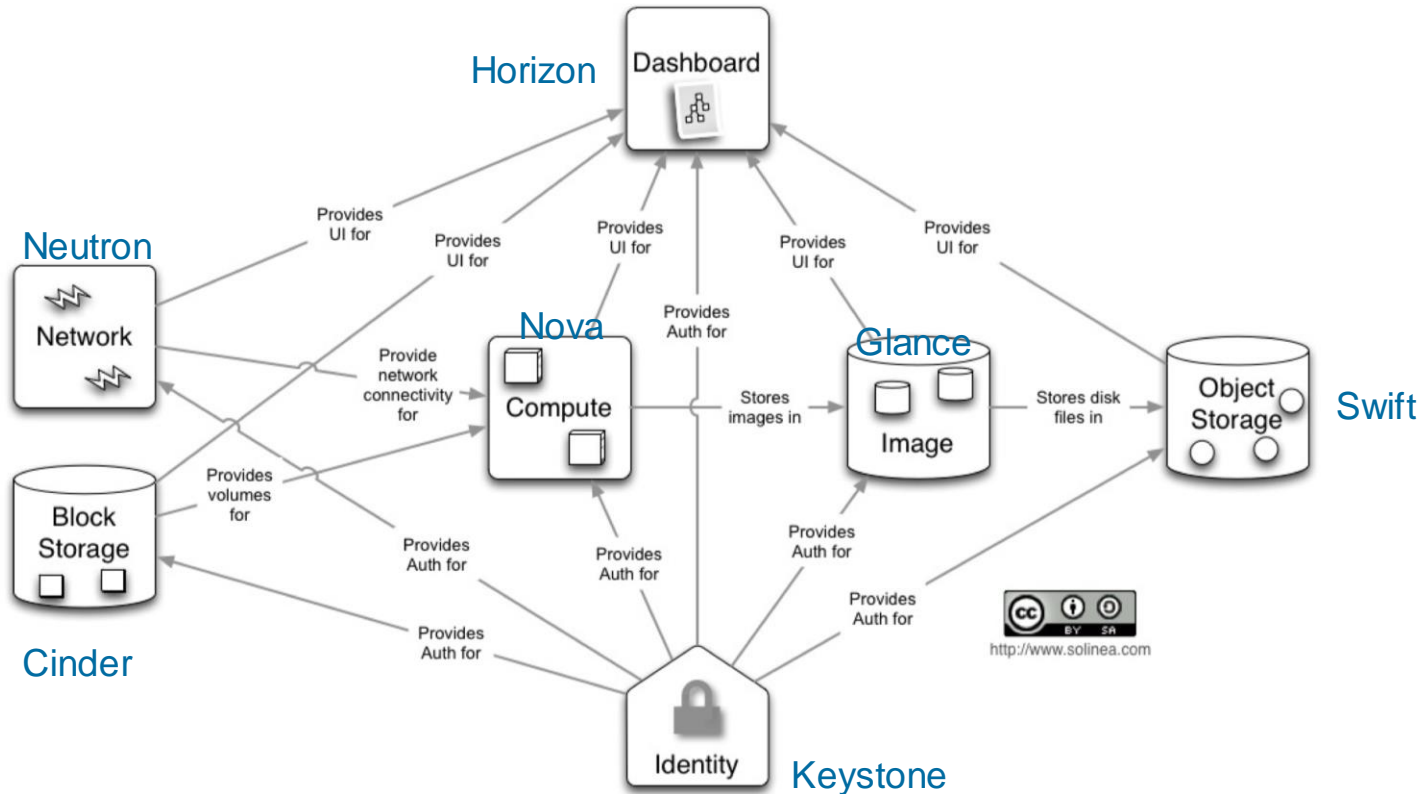 Horizon
Dashboard
Provides
UI for
Provides
UI for
Provides
UI for
Provides
UI for
Provides
UI for
Neutron
Network
Provides
Auth for
Nova
Compute
Glance
Image
Provide
network
connectivity
for
Stores
images in
Stores disk
files in
Object
Storage
Swift
Provides
volumes
for
Block
Storage
Cinder
Provides
Auth for
Provides
Auth for
Provides
Auth for
Provides
Auth for
Provides
Auth for
cc
BY SA
http://www.solinea.com
Identity
Keystone